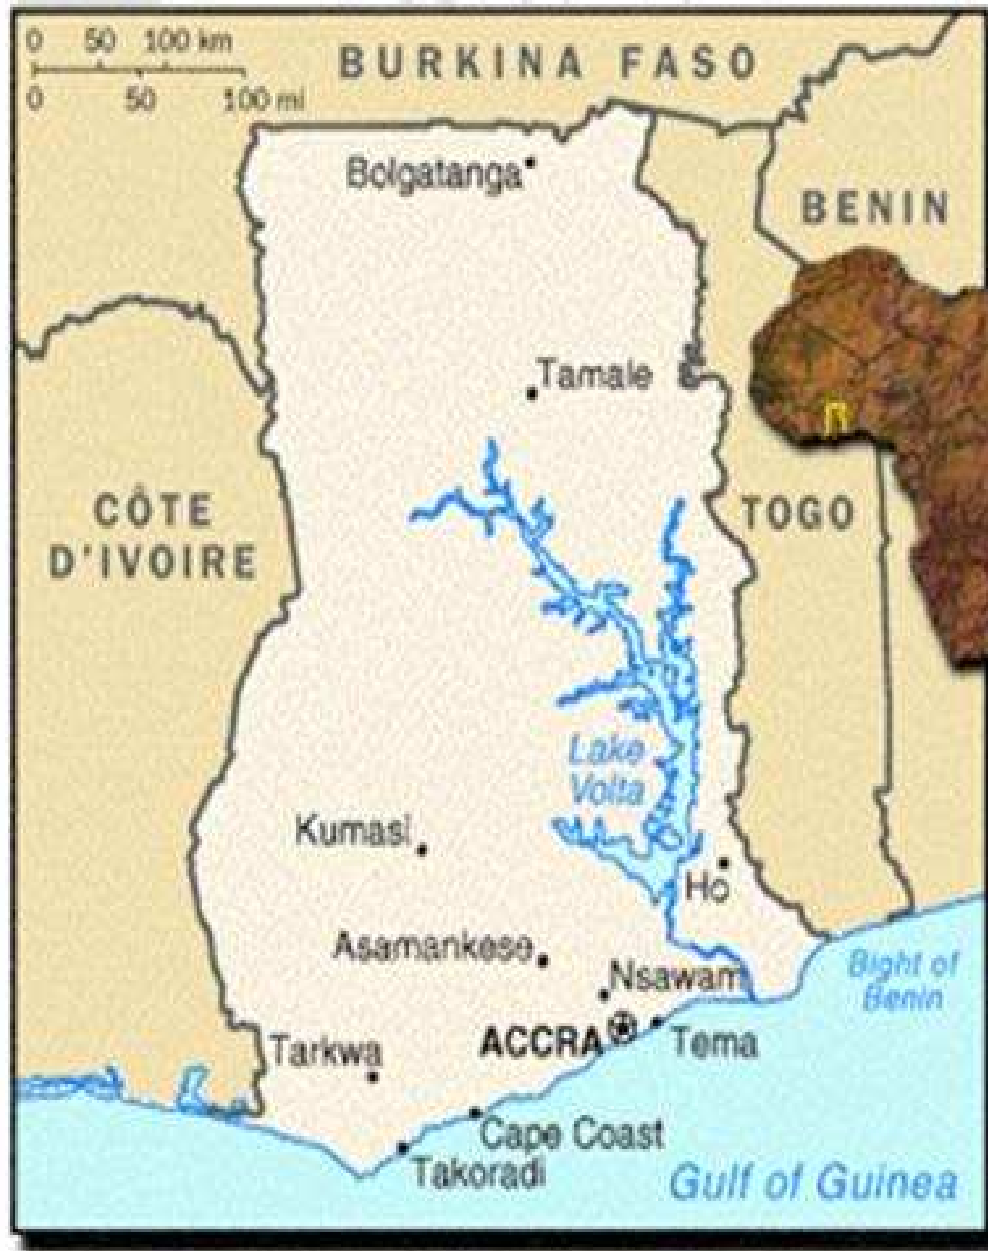 0 50 100 km
0 50 100 mi
BURKINA FASO
Bolgatanga
BENIN
Tamale
CÔTE
D'IVOIRE
TOGO
Lake
Volta
Kumasi
Ho
Asamankese
Nsawam
Bight of
Benin
ACCRA
Tema
Tarkwa
Cape Coast
Takoradi
Gulf of Guinea